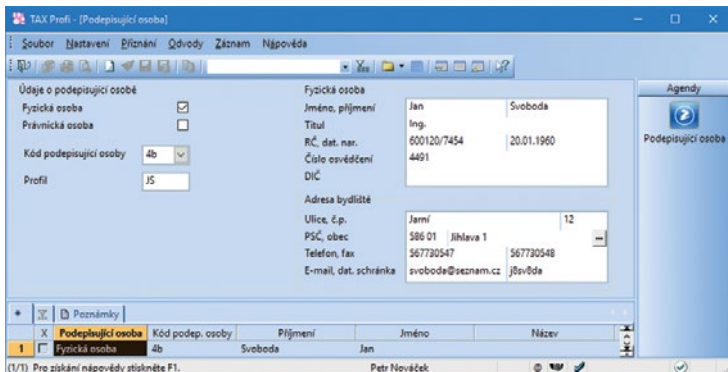 TAX Profi - [Podepisující osoba]
Soubor Nastavení Přiznání Odvody Záznam Nápověda
Údaje o podepisující osobě
Fyzická osoba
Právnická osoba
Kód podepisující osoby 4b
Profil JS
Fyzická osoba
Jméno, příjmení Jan Svoboda
Titul Ing.
RČ, dat. nar. 600120/7454 20.01.1960
Číslo osvědčení 4491
DIČ
Adresa bydliště
Ulice, č.p. Jarní 12
PSČ, obec 586 01 Jihlava 1
Telefon, fax 567730547 567730548
E-mail, dat. schránka svoboda@seznam.cz j8sv8da
Agendy
Podepisující osoba
Poznámky
X Podepisující osoba Kód podep. osoby Příjmení Jméno Název
1 Fyzická osoba 4b Svoboda Jan
(1/1) Pro získání nápovědy stiskněte F1. Petr Nováček @